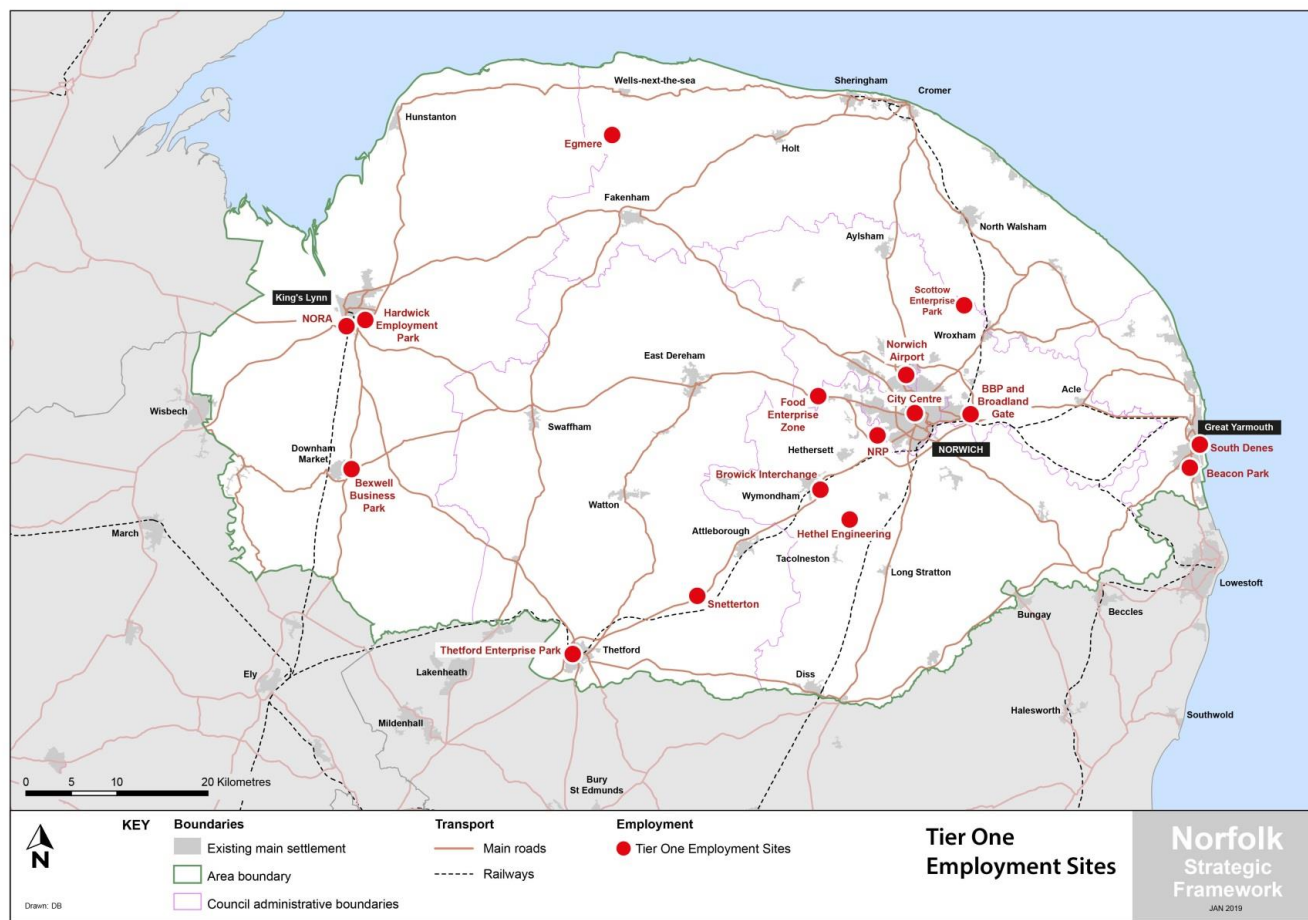 Wells-next-the-sea
Sheringham
Cromer
Hunstanton
Egmere
Holt
Fakenham
North Walsham
Aylsham
King's Lynn
NORA
Hardwick
Employment
Park
Scottow
Enterprise
Park
Wroxham
Norwich
Airport
East Dereham
City Centre
BBP and
Broadland
Gate
Acle
Wisbech
Food
Enterprise
Zone
Swaffham
Great Yarmouth
South Denes
Beacon Park
Hethersett
NRP
NORWICH
Downham
Market
Bexwell
Business
Park
Browick Interchange
Wymondham
Watton
March
Attleborough
Hethel Engineering
Tacolneston
Long Stratton
Lowestoft
Snetterton
Bungay
Beccles
Thetford Enterprise Park
Thetford
Lakenheath
Ely
Diss
Mildenhall
Halesworth
Southwold
Bury
St Edmunds
0 5 10 20 Kilometres
N
Drawn: DB
KEY
Boundaries
Existing main settlement
Area boundary
Council administrative boundaries
Transport
Main roads
Railways
Employment
Tier One Employment Sites
Tier One
Employment Sites
Norfolk
Strategic
Framework
JAN 2019